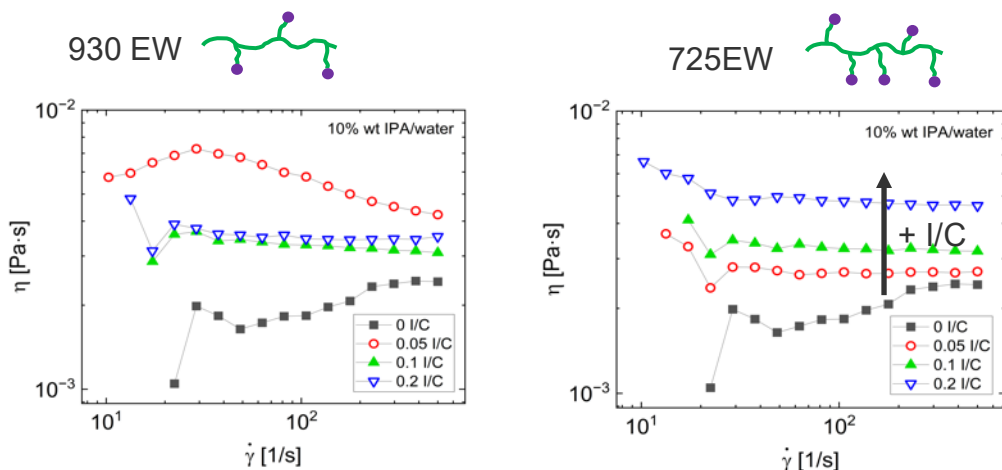 930 EW
725EW
10⁻²
10% wt IPA/water
η [Pa·s]
0 I/C
0.05 I/C
0.1 I/C
0.2 I/C
10⁻³
10¹
10²
γ̇ [1/s]
10⁻²
10% wt IPA/water
+ I/C
η [Pa·s]
0 I/C
0.05 I/C
0.1 I/C
0.2 I/C
10⁻³
10¹
10²
γ̇ [1/s]